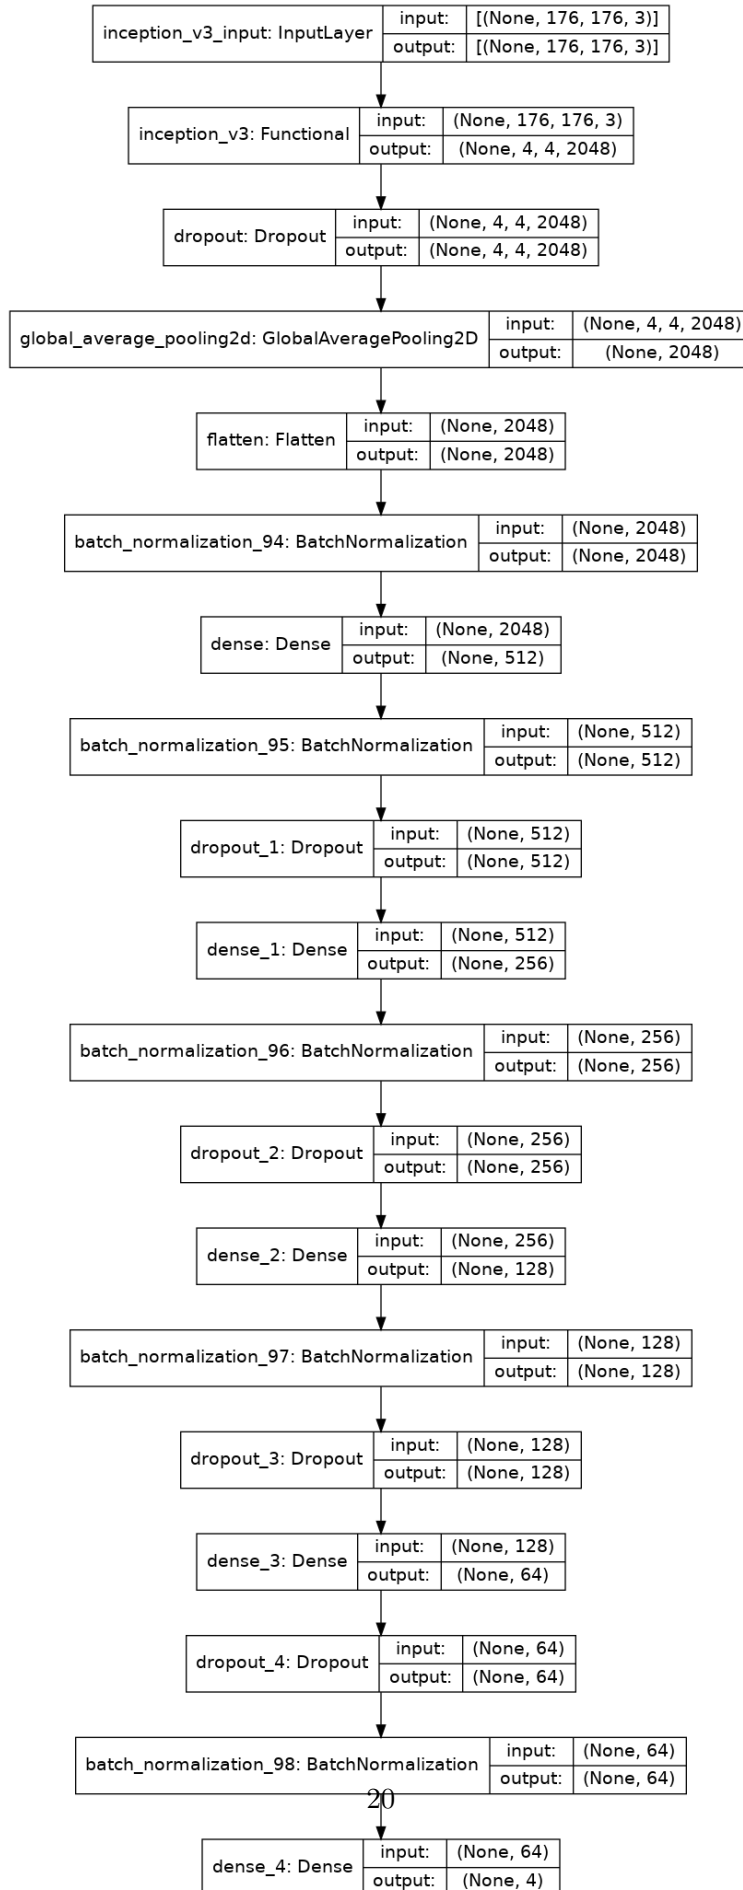 inception_v3_input: InputLayer
input: [(None, 176, 176, 3)]
output: [(None, 176, 176, 3)]
inception_v3: Functional
input: (None, 176, 176, 3)
output: (None, 4, 4, 2048)
dropout: Dropout
input: (None, 4, 4, 2048)
output: (None, 4, 4, 2048)
global_average_pooling2d: GlobalAveragePooling2D
input: (None, 4, 4, 2048)
output: (None, 2048)
flatten: Flatten
input: (None, 2048)
output: (None, 2048)
batch_normalization_94: BatchNormalization
input: (None, 2048)
output: (None, 2048)
dense: Dense
input: (None, 2048)
output: (None, 512)
batch_normalization_95: BatchNormalization
input: (None, 512)
output: (None, 512)
dropout_1: Dropout
input: (None, 512)
output: (None, 512)
dense_1: Dense
input: (None, 512)
output: (None, 256)
batch_normalization_96: BatchNormalization
input: (None, 256)
output: (None, 256)
dropout_2: Dropout
input: (None, 256)
output: (None, 256)
dense_2: Dense
input: (None, 256)
output: (None, 128)
batch_normalization_97: BatchNormalization
input: (None, 128)
output: (None, 128)
dropout_3: Dropout
input: (None, 128)
output: (None, 128)
dense_3: Dense
input: (None, 128)
output: (None, 64)
dropout_4: Dropout
input: (None, 64)
output: (None, 64)
batch_normalization_98: BatchNormalization
input: (None, 64)
output: (None, 64)
20
dense_4: Dense
input: (None, 64)
output: (None, 4)